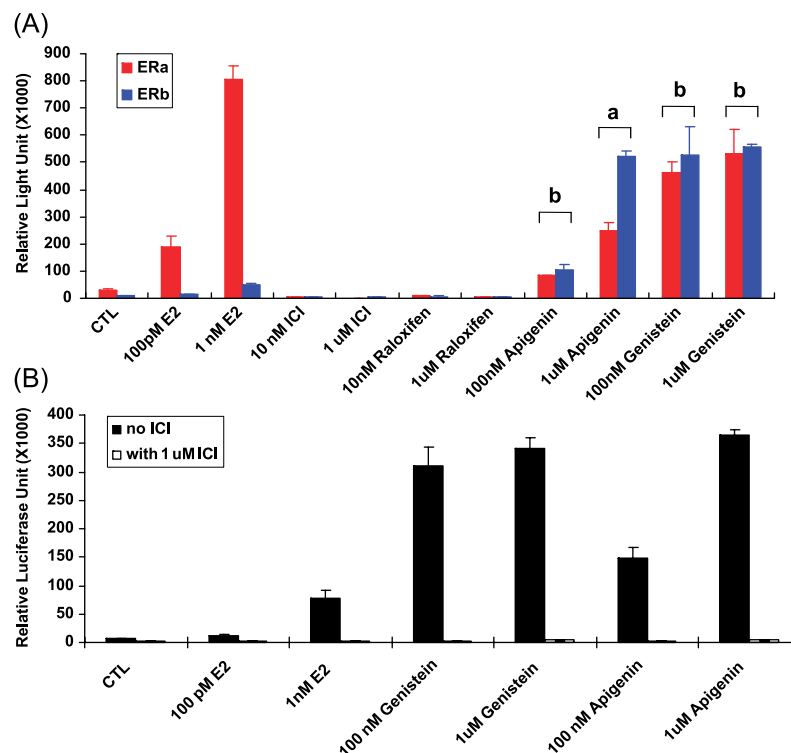 (A)
Relative Light Unit (X1000)
900
800
700
600
500
400
300
200
100
0
ERa
ERb
b
a
b
b
CTL
100pM E2
1 nM E2
10 nM ICI
1 uM ICI
10nM Raloxifen
1uM Raloxifen
100nM Apigenin
1uM Apigenin
100nM Genistein
1uM Genistein
(B)
Relative Luciferase Unit (X1000)
400
350
300
250
200
150
100
50
0
no ICI
with 1 uM ICI
CTL
100 pM E2
1nM E2
100 nM Genistein
1uM Genistein
100 nM Apigenin
1uM Apigenin